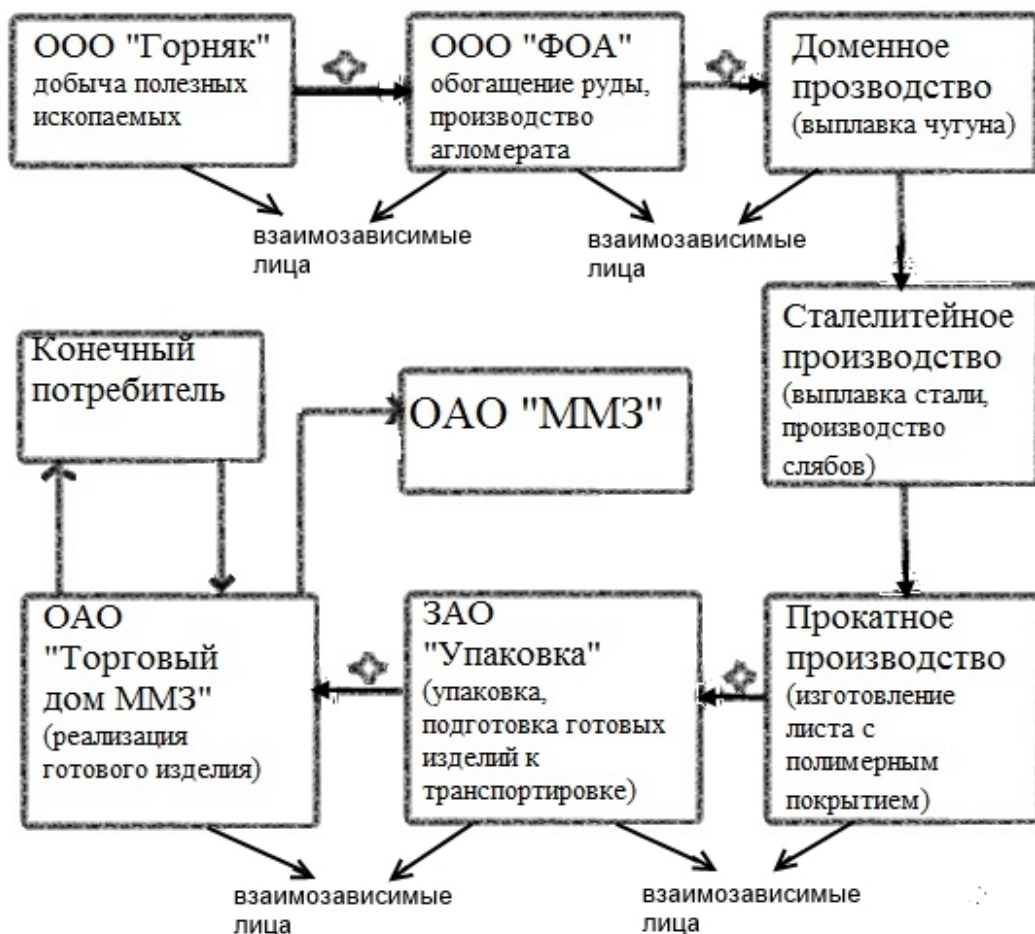 ООО "Горняк"
добыча полезных
ископаемых
ООО "ФОА"
обогащение руды,
производство
агломерата
Доменное
прозводство
(выплавка чугуна)
взаимозависимые
лица
взаимозависимые
лица
Сталелитейное
производство
(выплавка стали,
производство
слябов)
Конечный
потребитель
ОАО "ММЗ"
ОАО
"Торговый
дом ММЗ"
(реализация
готового изделия)
ЗАО
"Упаковка"
(упаковка,
подготовка готовых
изделий к
транспортировке)
Прокатное
производство
(изготовление
листа с
полимерным
покрытием)
взаимозависимые
лица
взаимозависимые
лица